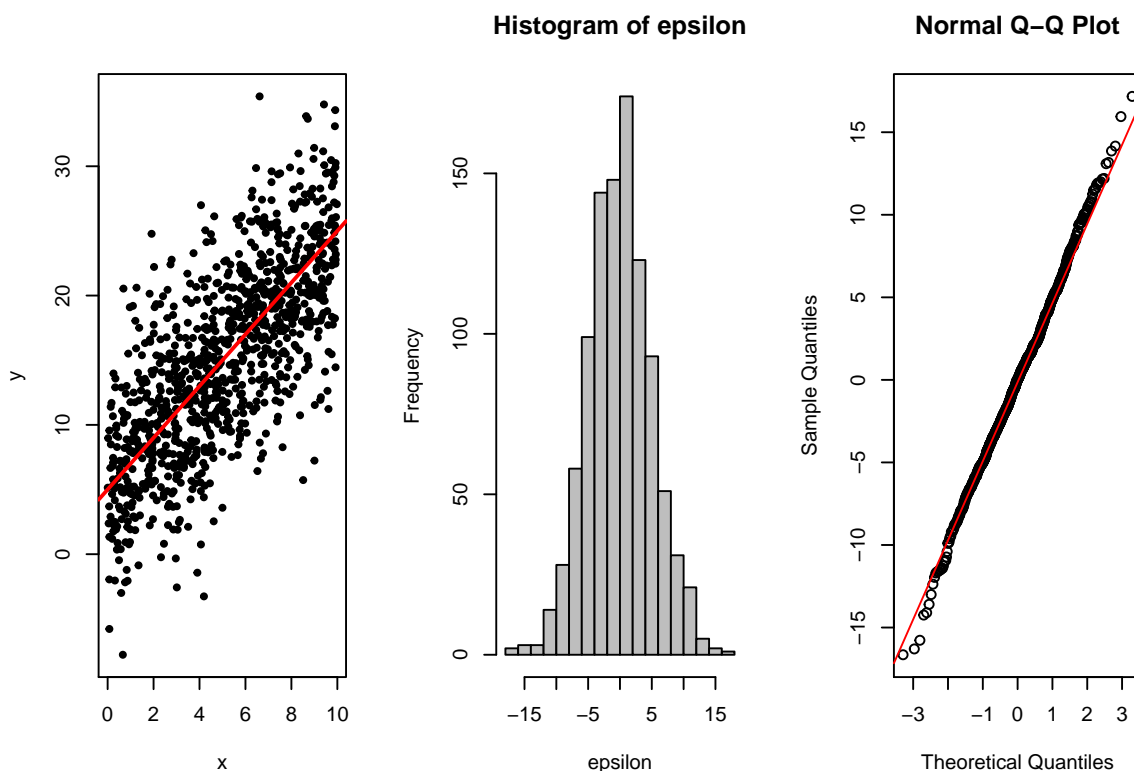 y
0
10
20
30
0 2 4 6 8 10
x
Histogram of epsilon
Frequency
0
50
100
150
−15 −5 5 15
epsilon
Normal Q−Q Plot
Sample Quantiles
−15
−10
−5
0
5
10
15
−3 −1 0 1 2 3
Theoretical Quantiles